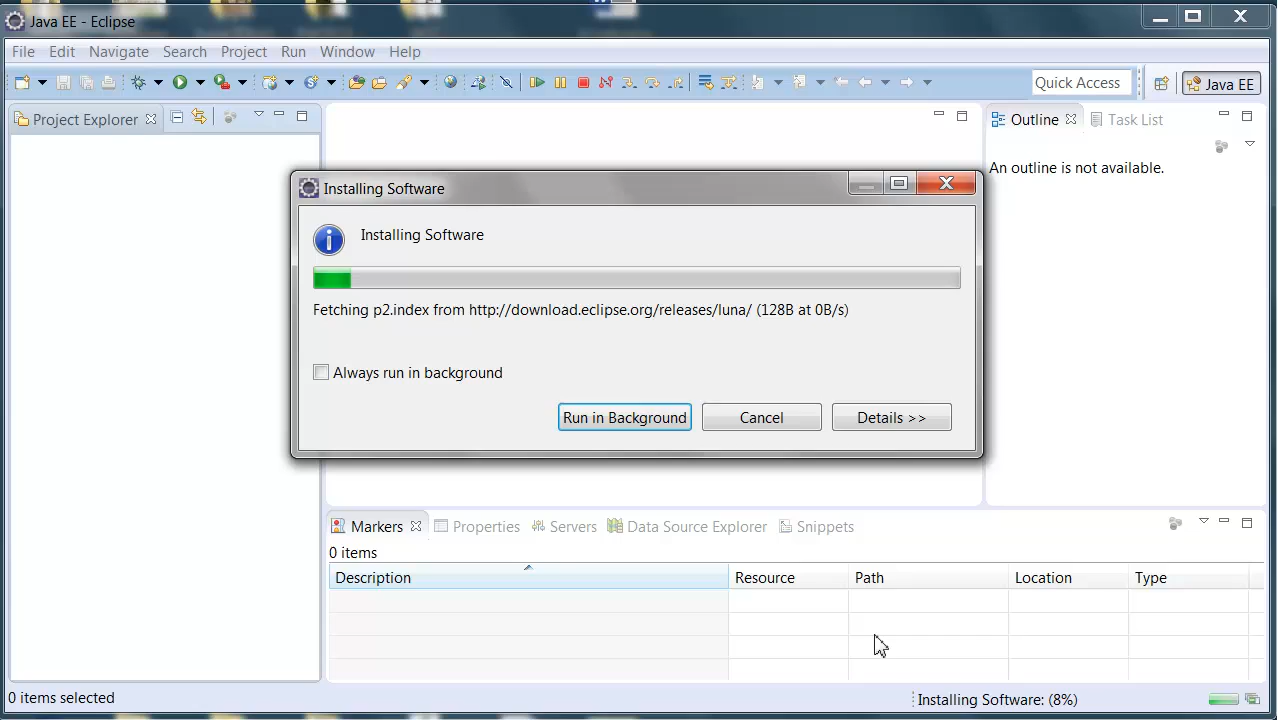 Java EE - Eclipse
File Edit Navigate Search Project Run Window Help
Quick Access
Java EE
Project Explorer
Outline
Task List
An outline is not available.
Installing Software
Installing Software
Fetching p2.index from http://download.eclipse.org/releases/luna/ (128B at 0B/s)
Always run in background
Run in Background
Cancel
Details >>
Markers
Properties
Servers
Data Source Explorer
Snippets
0 items
Description
Resource
Path
Location
Type
0 items selected
Installing Software: (8%)